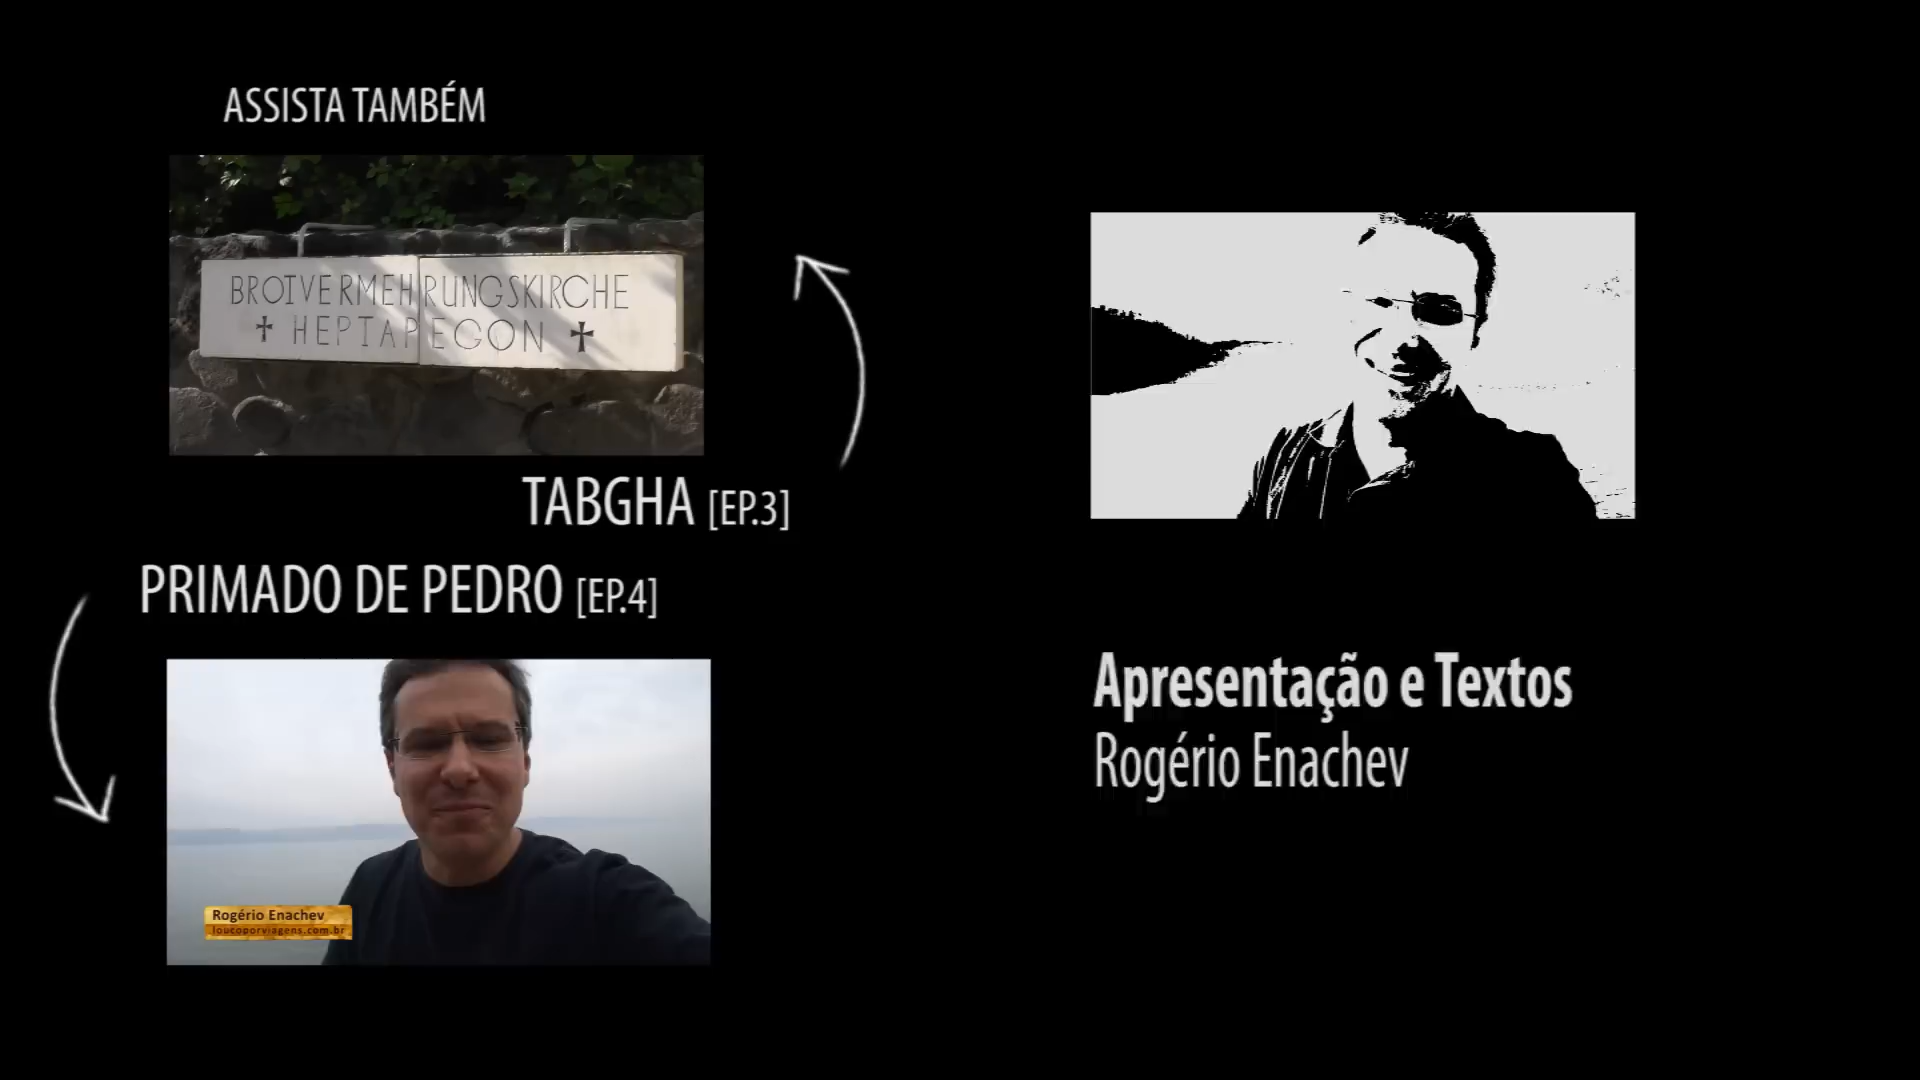 ASSISTA TAMBÉM
BROTVERMEHRUNGSKIRCHE
HEPTAPEGON
TABGHA [EP.3]
PRIMADO DE PEDRO [EP.4]
Rogério Enachev
loucoporviagens.com.br
Apresentação e Textos
Rogério Enachev